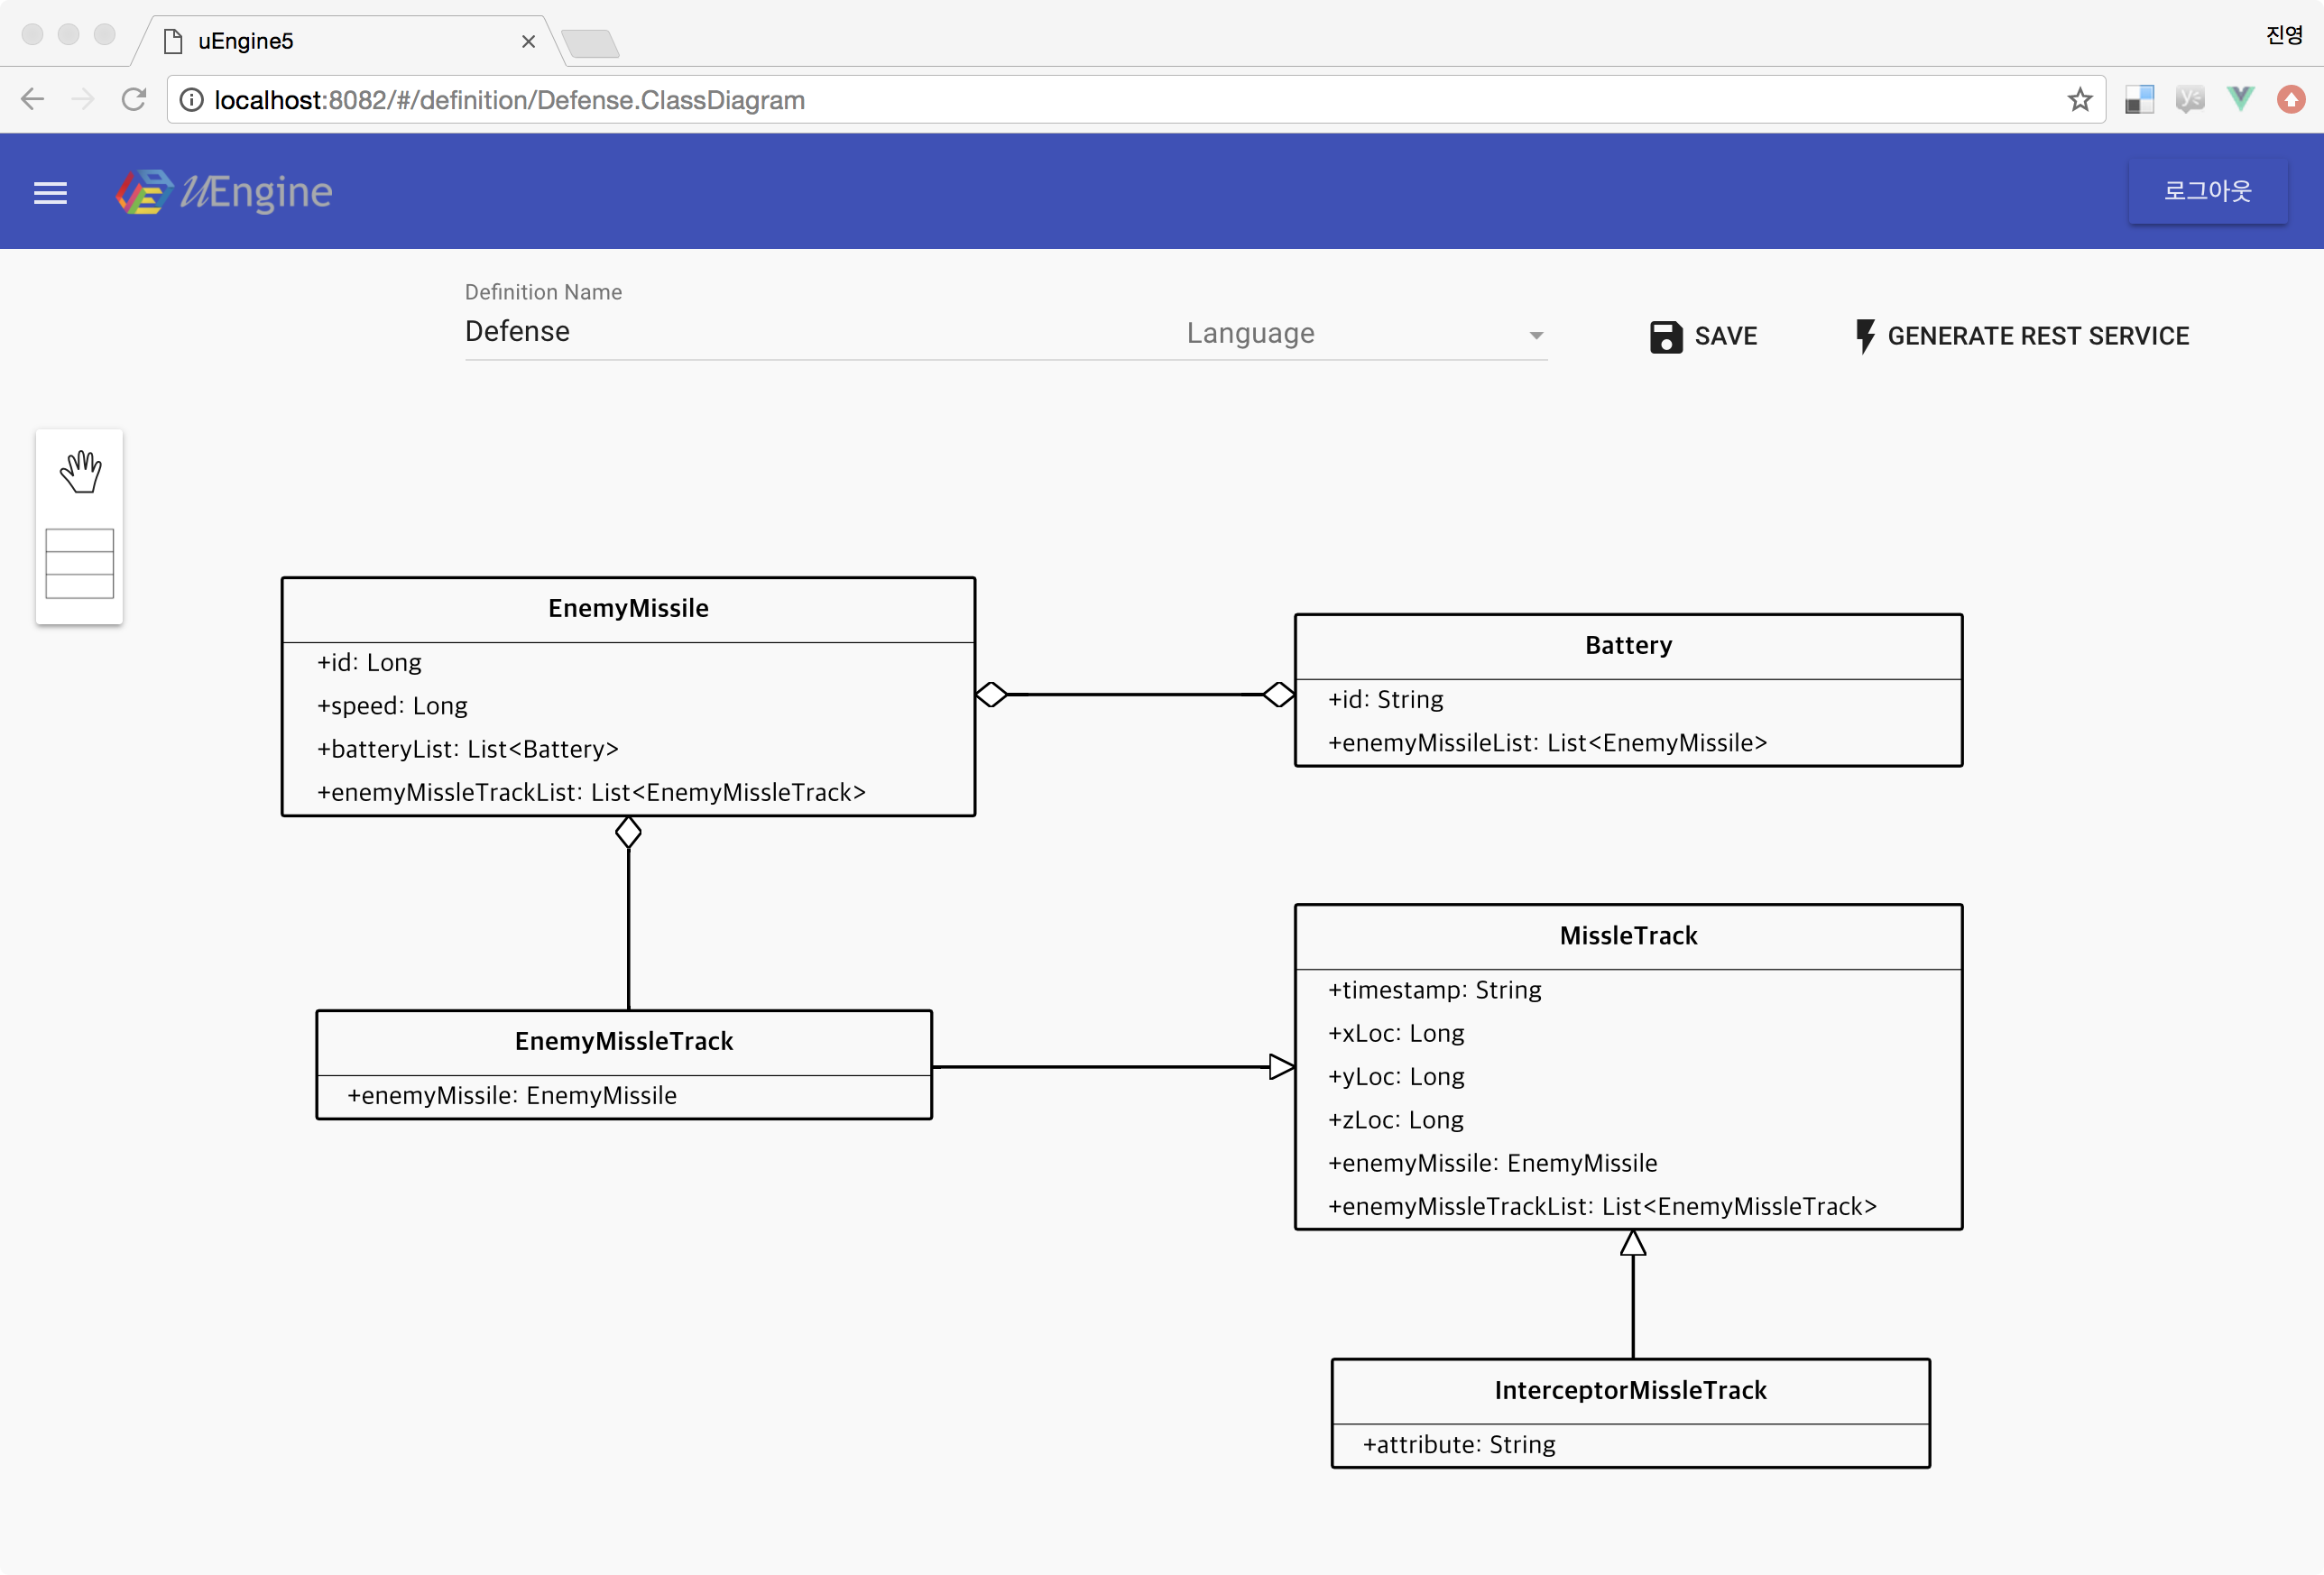 uEngine5
진영
localhost:8082/#/definition/Defense.ClassDiagram
uEngine
로그아웃
Definition Name
Defense
Language
SAVE
GENERATE REST SERVICE
EnemyMissile
+id: Long
+speed: Long
+batteryList: List<Battery>
+enemyMissleTrackList: List<EnemyMissleTrack>
Battery
+id: String
+enemyMissileList: List<EnemyMissile>
EnemyMissleTrack
+enemyMissile: EnemyMissile
MissleTrack
+timestamp: String
+xLoc: Long
+yLoc: Long
+zLoc: Long
+enemyMissile: EnemyMissile
+enemyMissleTrackList: List<EnemyMissleTrack>
InterceptorMissleTrack
+attribute: String